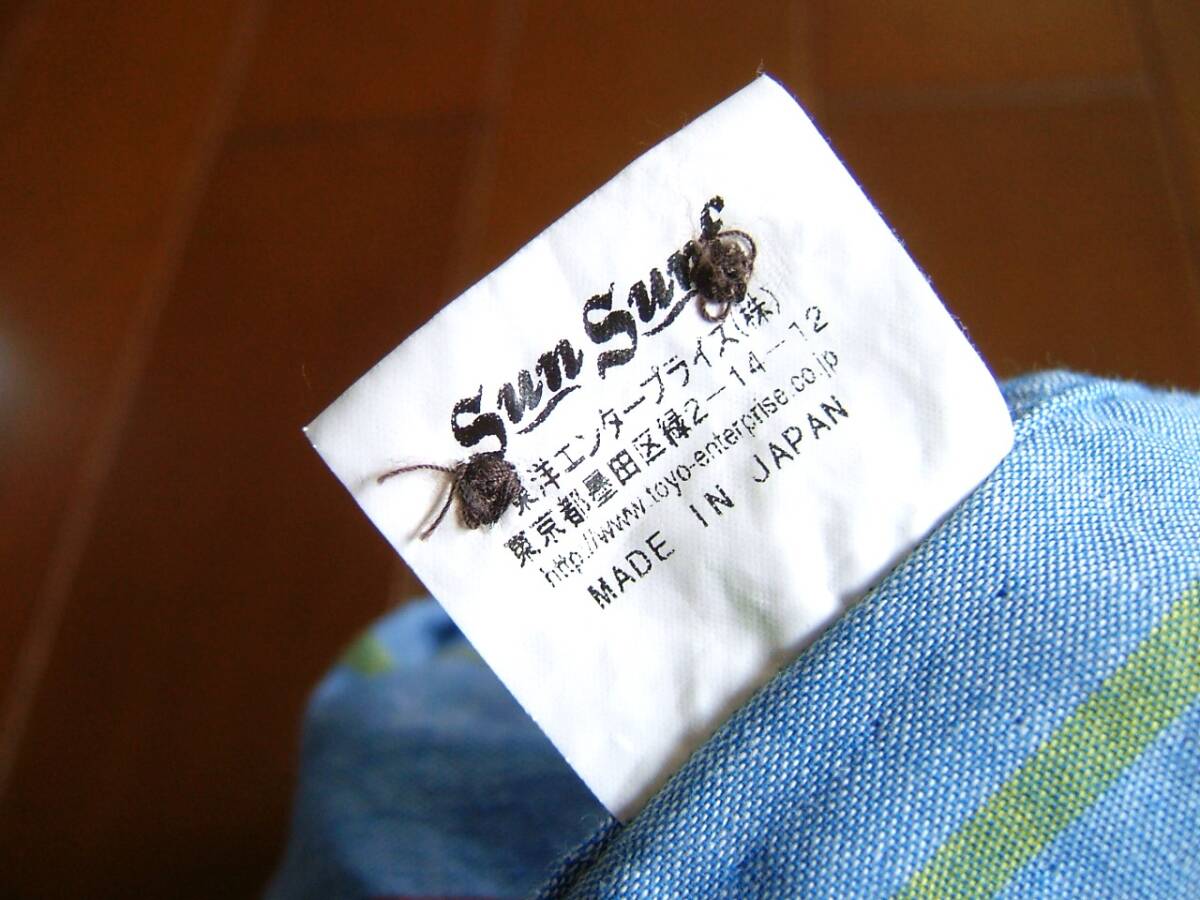 Sun Surf
東洋エンタープライズ(株)
東京都墨田区緑2-14-12
http://www.toyo-enterprise.co.jp
MADE IN JAPAN